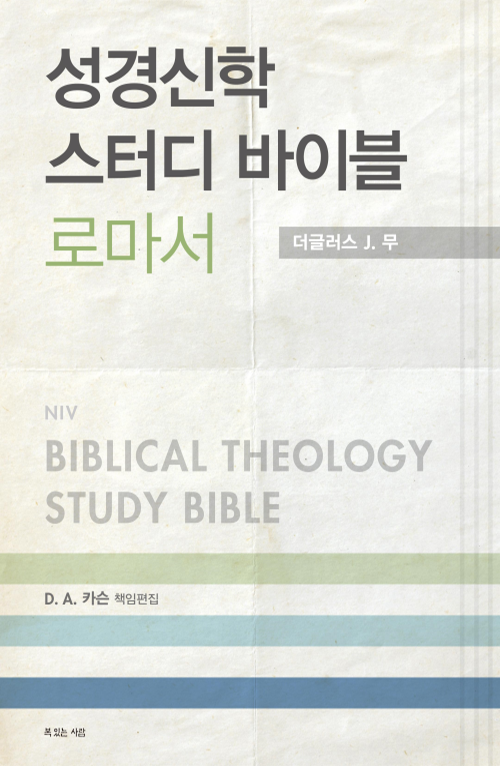 성경신학
스터디 바이블
로마서
더글러스 J. 무
NIV
BIBLICAL THEOLOGY
STUDY BIBLE
D. A. 카슨 책임편집
복 있는 사람